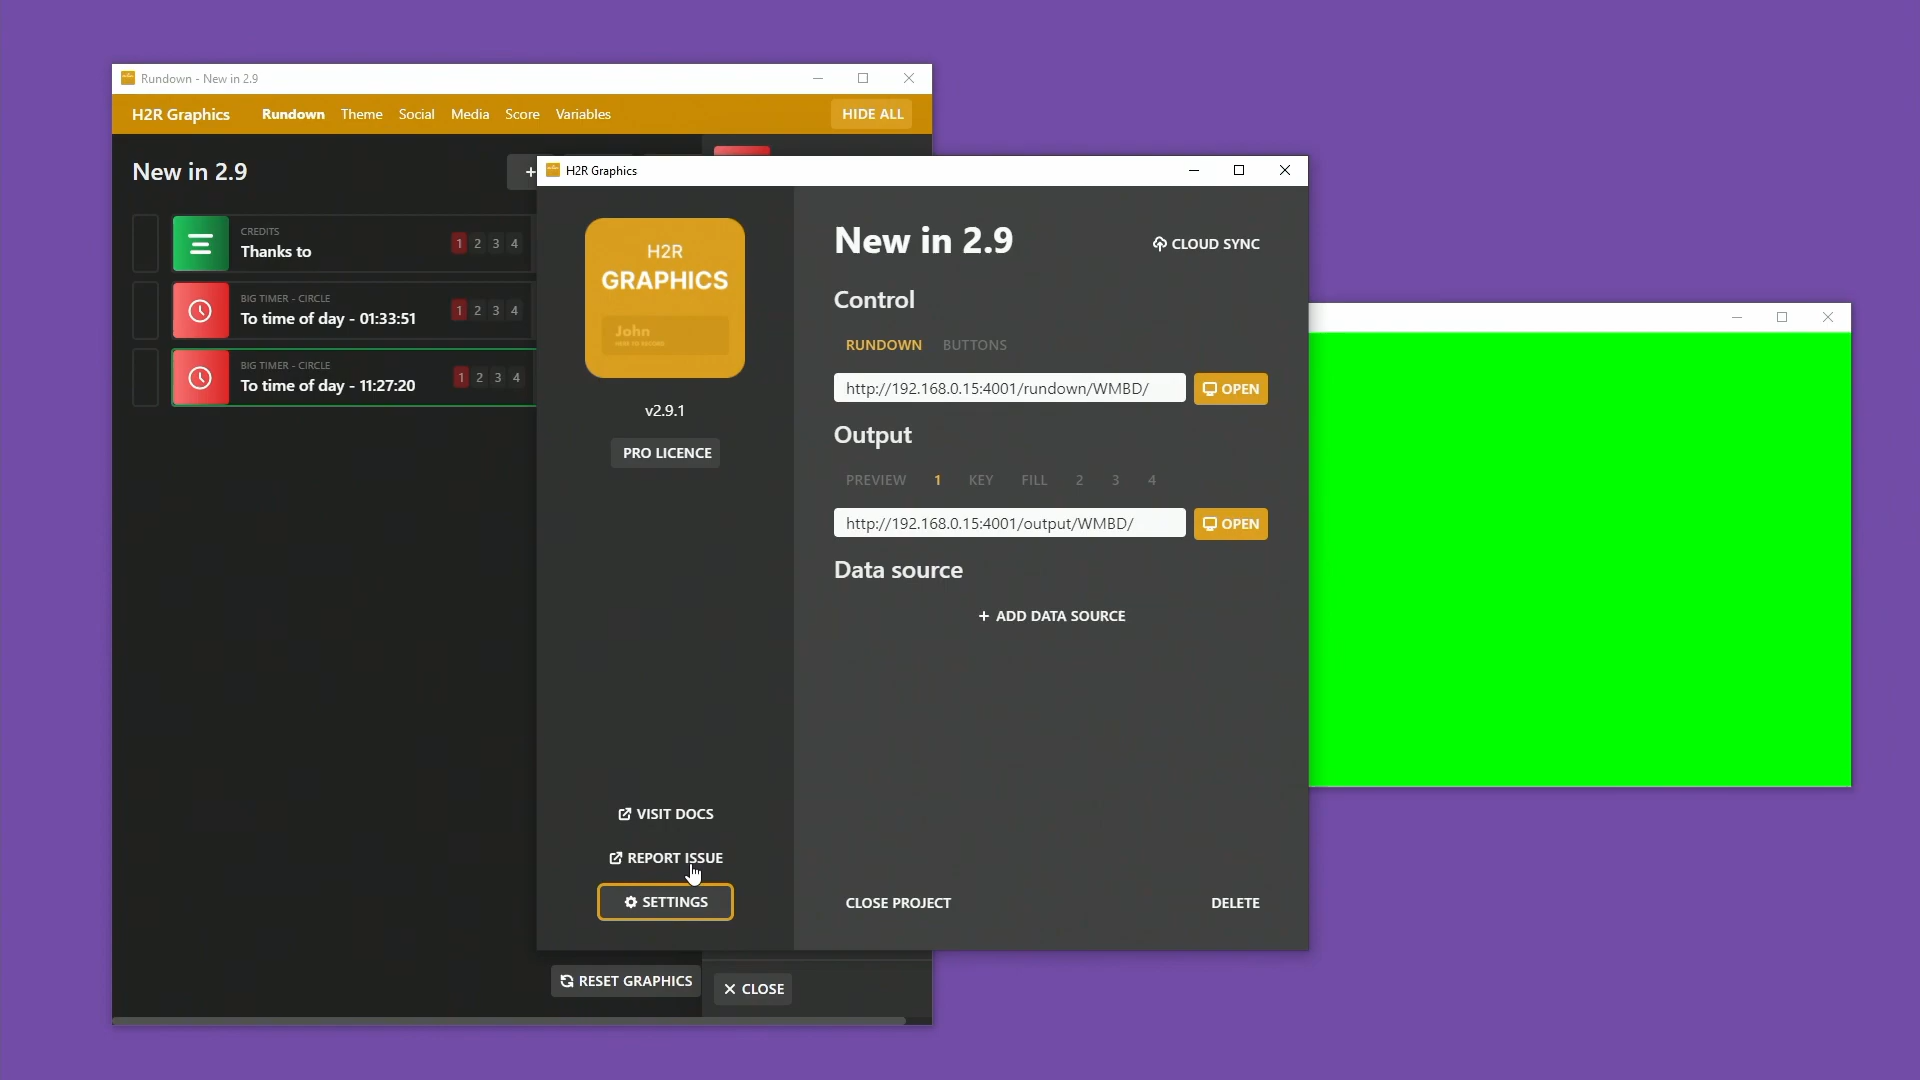 Rundown - New in 2.9
H2R Graphics Rundown Theme Social Media Score Variables HIDE ALL
New in 2.9
+
CREDITS
Thanks to
1 2 3 4
BIG TIMER - CIRCLE
To time of day - 01:33:51
1 2 3 4
BIG TIMER - CIRCLE
To time of day - 11:27:20
1 2 3 4
RESET GRAPHICS
CLOSE
H2R Graphics
H2R
GRAPHICS
John
v2.9.1
PRO LICENCE
VISIT DOCS
REPORT ISSUE
SETTINGS
New in 2.9
CLOUD SYNC
Control
RUNDOWN BUTTONS
http://192.168.0.15:4001/rundown/WMBD/
OPEN
Output
PREVIEW 1 KEY FILL 2 3 4
http://192.168.0.15:4001/output/WMBD/
OPEN
Data source
+ ADD DATA SOURCE
CLOSE PROJECT
DELETE